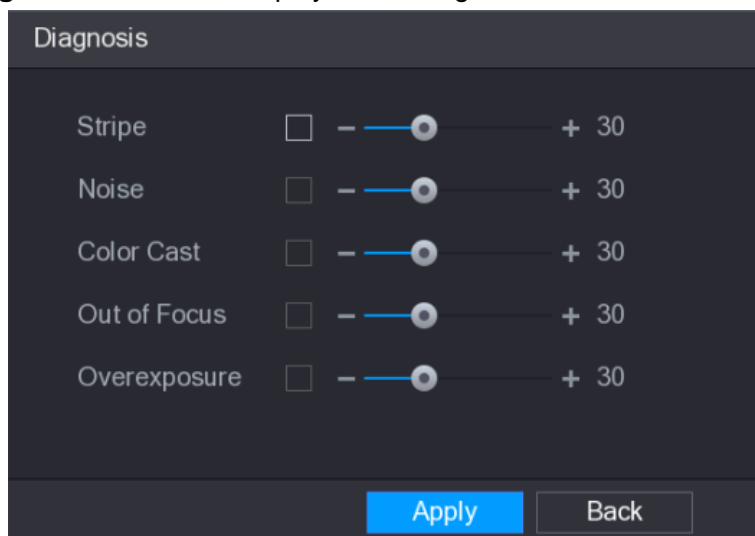 Diagnosis
Stripe - + 30
Noise - + 30
Color Cast - + 30
Out of Focus - + 30
Overexposure - + 30
Apply Back